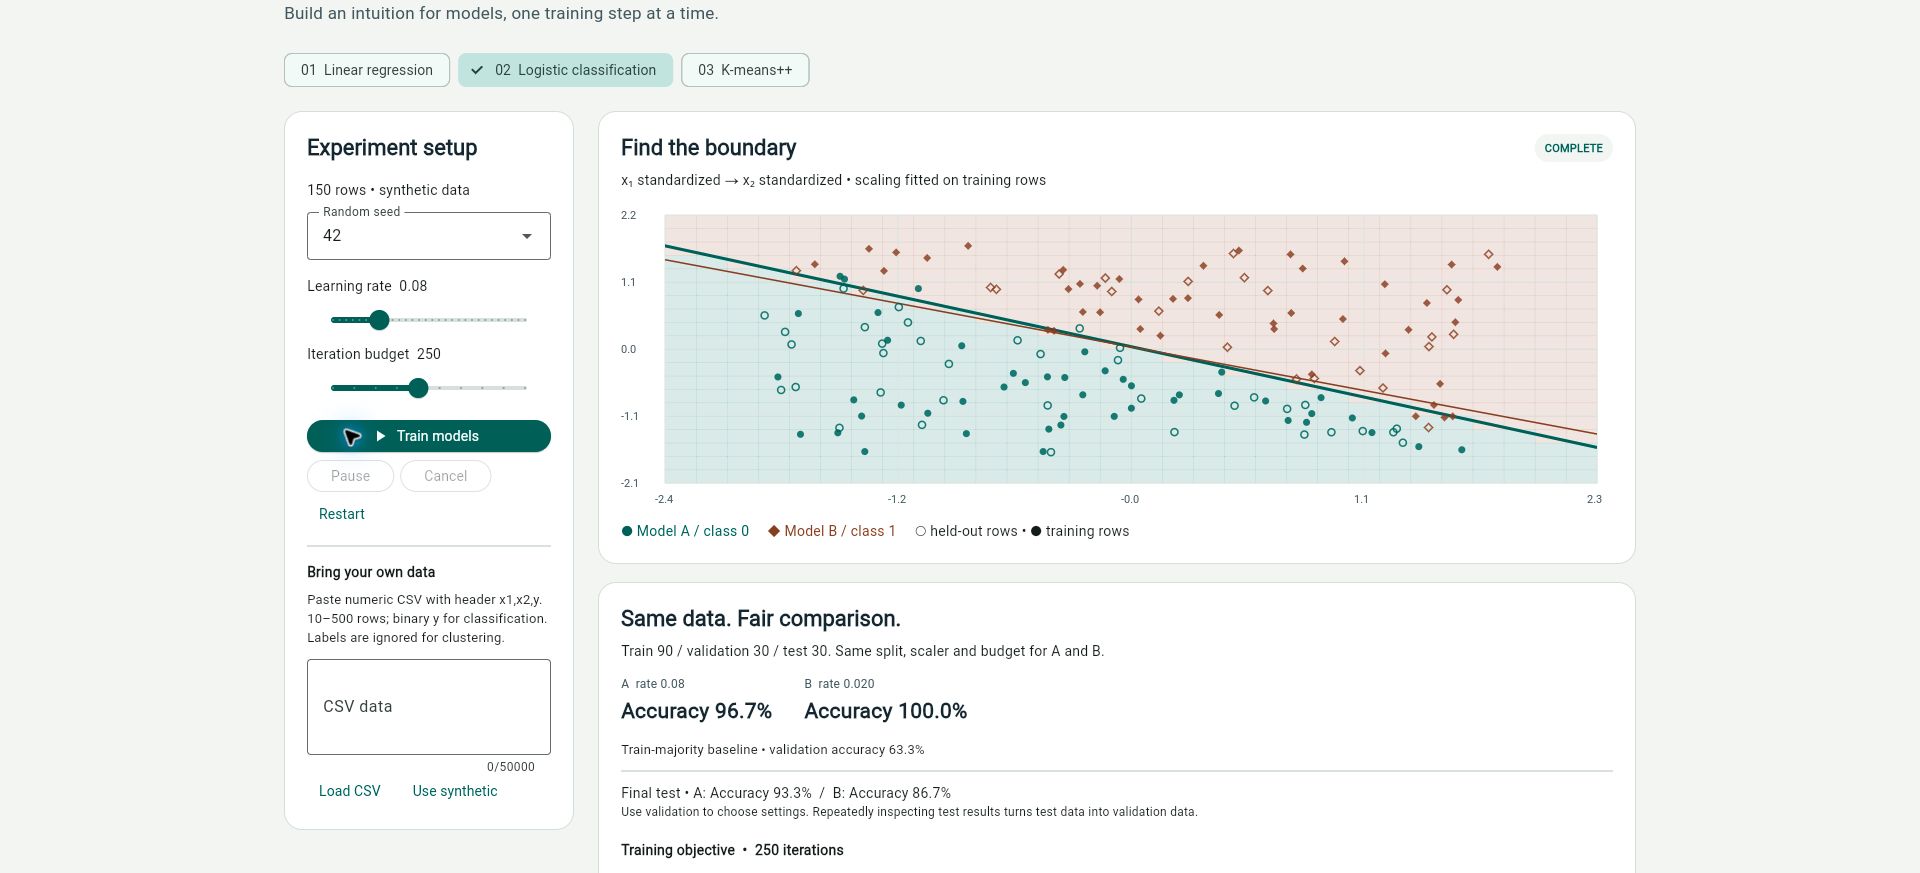 Build an intuition for models, one training step at a time.
01 Linear regression
02 Logistic classification
03 K-means++
Experiment setup
150 rows • synthetic data
Random seed
42
Learning rate 0.08
Iteration budget 250
Train models
Pause
Cancel
Restart
Bring your own data
Paste numeric CSV with header x1,x2,y.
10–500 rows; binary y for classification.
Labels are ignored for clustering.
CSV data
0/50000
Load CSV
Use synthetic
Find the boundary
COMPLETE
x₁ standardized → x₂ standardized • scaling fitted on training rows
2.2
1.1
0.0
-1.1
-2.1
-2.4
-1.2
-0.0
1.1
2.3
Model A / class 0
Model B / class 1
held-out rows • ● training rows
Same data. Fair comparison.
Train 90 / validation 30 / test 30. Same split, scaler and budget for A and B.
A rate 0.08
B rate 0.020
Accuracy 96.7%
Accuracy 100.0%
Train-majority baseline • validation accuracy 63.3%
Final test • A: Accuracy 93.3% / B: Accuracy 86.7%
Use validation to choose settings. Repeatedly inspecting test results turns test data into validation data.
Training objective • 250 iterations